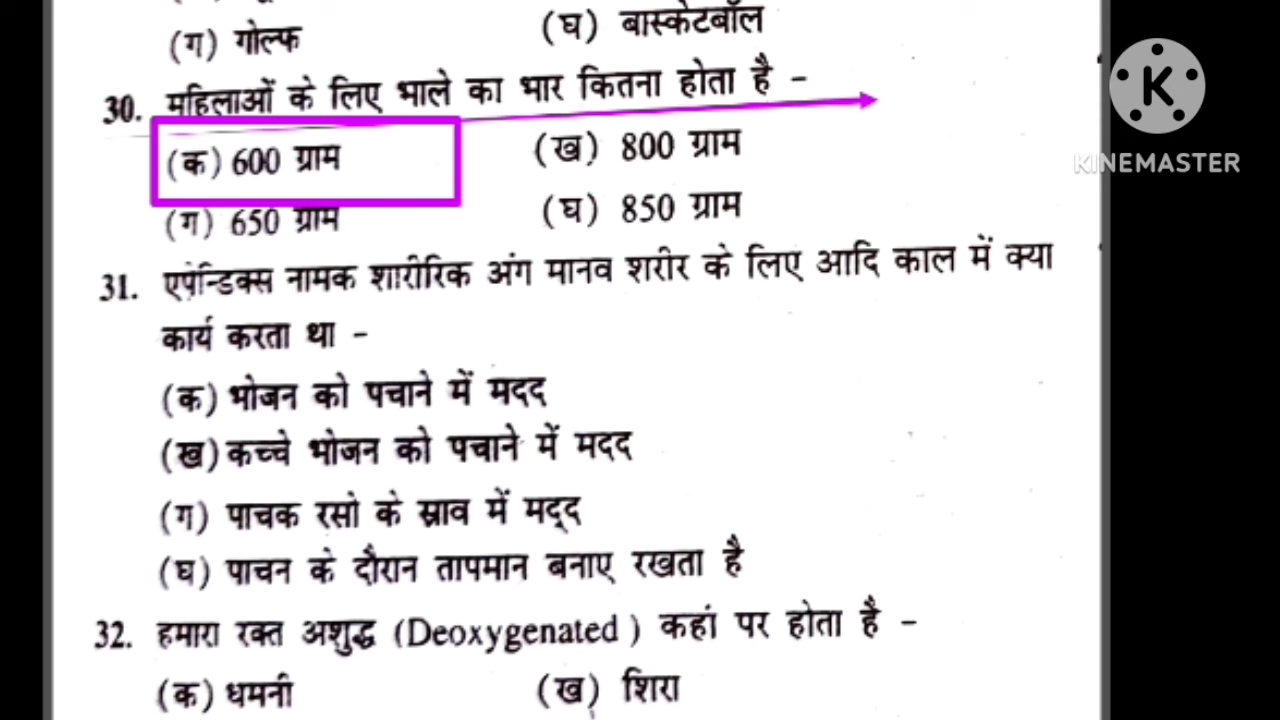 (ग) गोल्फ (घ) बास्केटबॉल
30. महिलाओं के लिए भाले का भार कितना होता है -
(क) 600 ग्राम (ख) 800 ग्राम
(ग) 650 ग्राम (घ) 850 ग्राम
31. एपेन्डिक्स नामक शारीरिक अंग मानव शरीर के लिए आदि काल में क्या
कार्य करता था -
(क) भोजन को पचाने में मदद
(ख) कच्चे भोजन को पचाने में मदद
(ग) पाचक रसो के स्राव में मद्द
(घ) पाचन के दौरान तापमान बनाए रखता है
32. हमारा रक्त अशुद्ध (Deoxygenated ) कहां पर होता है -
(क) धमनी (ख) शिरा
K
KINEMASTER